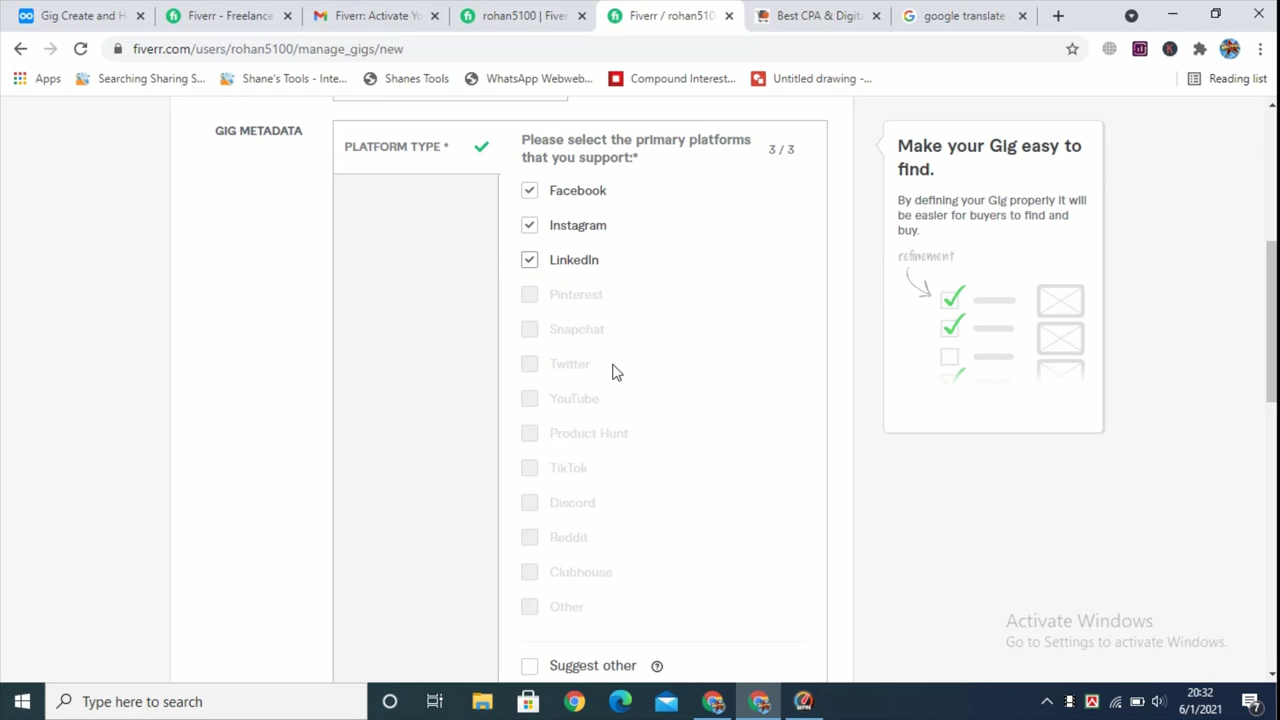 Gig Create and H
Fiverr - Freelance
Fiverr: Activate Yo
rohan5100 | Fiverr
Fiverr / rohan5100
Best CPA & Digita
google translate -
fiverr.com/users/rohan5100/manage_gigs/new
Apps
Searching Sharing S...
Shane's Tools - Inte...
Shanes Tools
WhatsApp Webweb...
Compound Interest...
Untitled drawing -...
Reading list
GIG METADATA
PLATFORM TYPE *
Please select the primary platforms
that you support:*
3 / 3
Facebook
Instagram
LinkedIn
Pinterest
Snapchat
Twitter
YouTube
Product Hunt
TikTok
Discord
Reddit
Clubhouse
Other
Suggest other
Make your Gig easy to
find.
By defining your Gig properly it will
be easier for buyers to find and
buy.
refinement
Activate Windows
Go to Settings to activate Windows.
Type here to search
20:32
6/1/2021
7